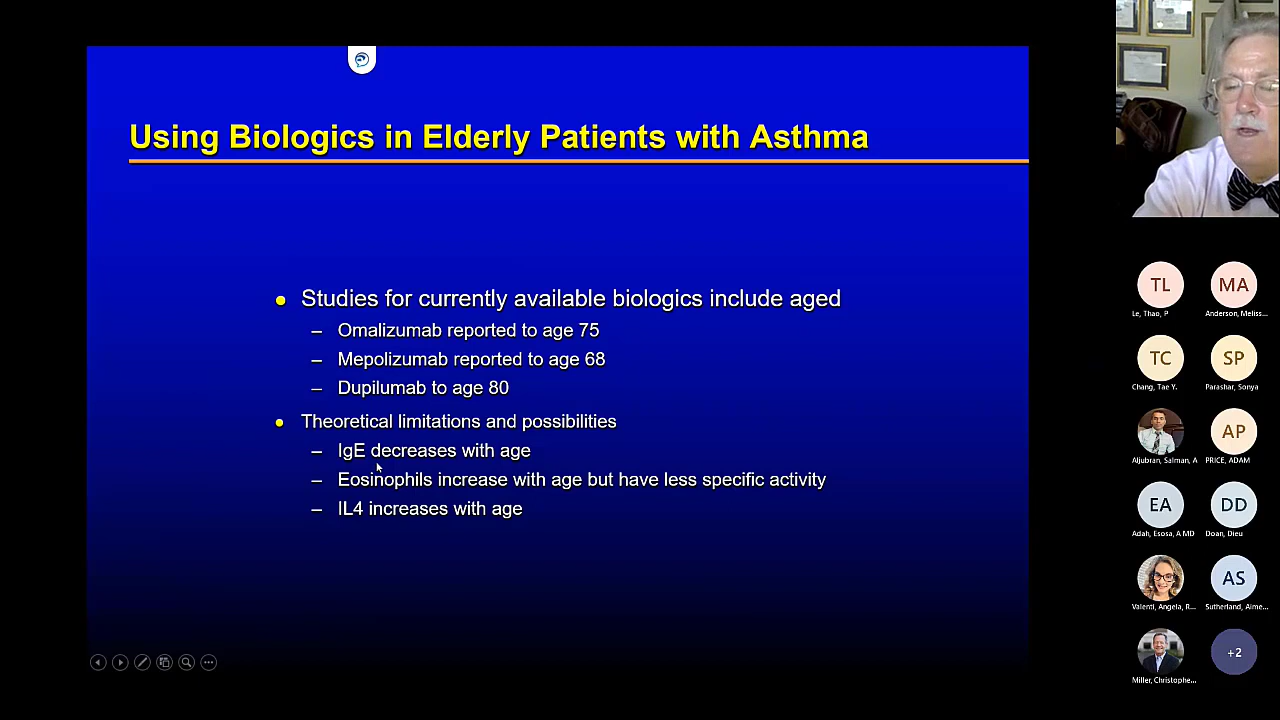 Using Biologics in Elderly Patients with Asthma
Studies for currently available biologics include aged
– Omalizumab reported to age 75
– Mepolizumab reported to age 68
– Dupilumab to age 80
Theoretical limitations and possibilities
– IgE decreases with age
– Eosinophils increase with age but have less specific activity
– IL4 increases with age
TL
MA
Le, Thao, P
Anderson, Meliss...
TC
SP
Chang, Tae Y.
Parashar, Sonya
AP
Aljubran, Salman, A
PRICE, ADAM
EA
DD
Adah, Esosa, A MD
Doan, Dieu
AS
Valenti, Angela, R...
Sutherland, Aime...
+2
Miller, Christophe...